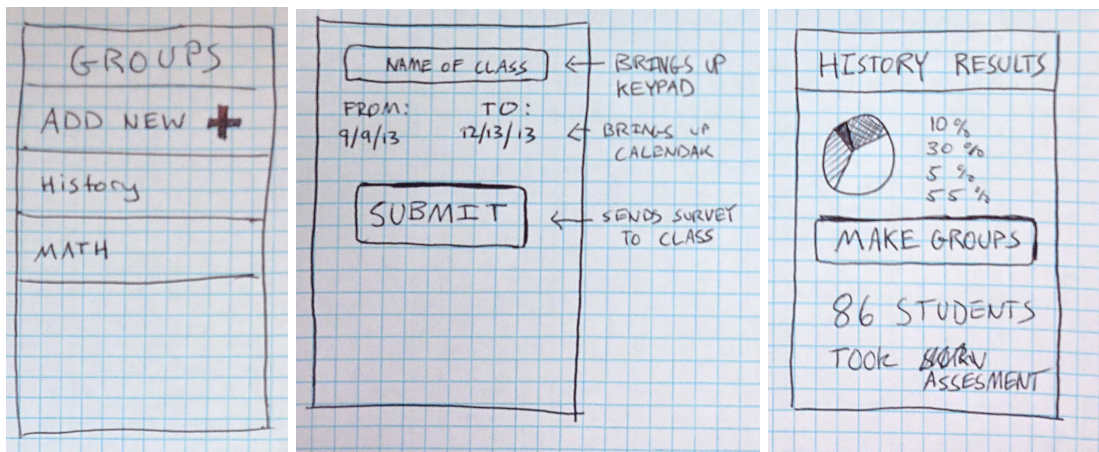 GROUPS
ADD NEW +
History
MATH
NAME OF CLASS
BRINGS UP
KEYPAD
FROM: TO:
9/9/13 12/13/13
BRINGS UP
CALENDAR
SUBMIT
SENDS SURVEY
TO CLASS
HISTORY RESULTS
10%
30%
5%
55%
MAKE GROUPS
86 STUDENTS
TOOK
ASSESMENT